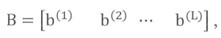 B = [b⁽¹⁾ b⁽²⁾ ⋯ b⁽ᴸ⁾] ,